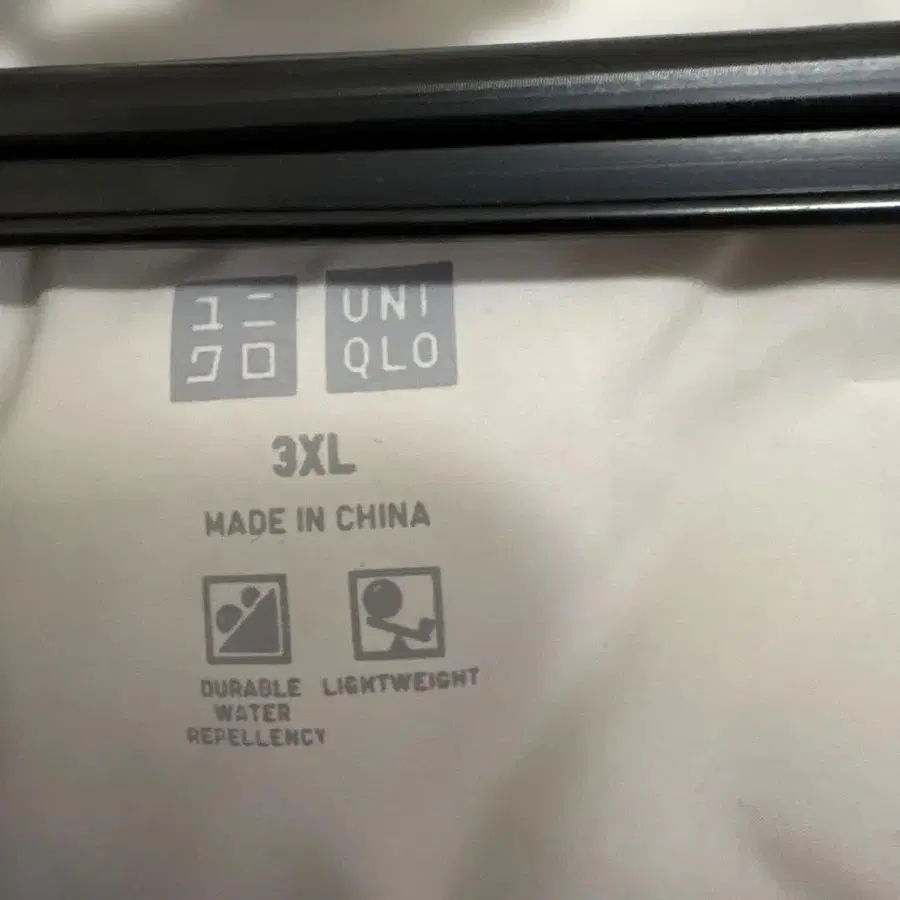 ユニ
クロ
UNI
QLO
3XL
MADE IN CHINA
DURABLE
WATER
REPELLENCY
LIGHTWEIGHT